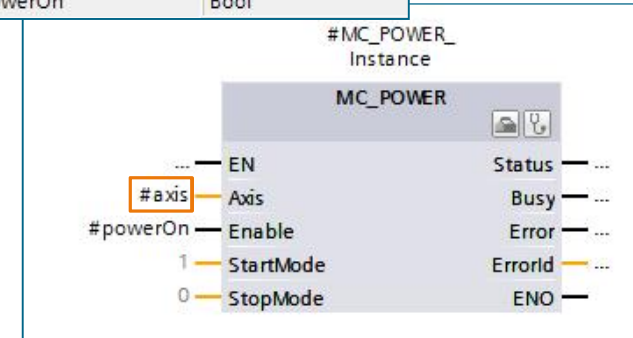 Bool
#MC_POWER_
Instance
MC_POWER
... EN Status ...
#axis Axis Busy ...
#powerOn Enable Error ...
1 StartMode ErrorId ...
0 StopMode ENO